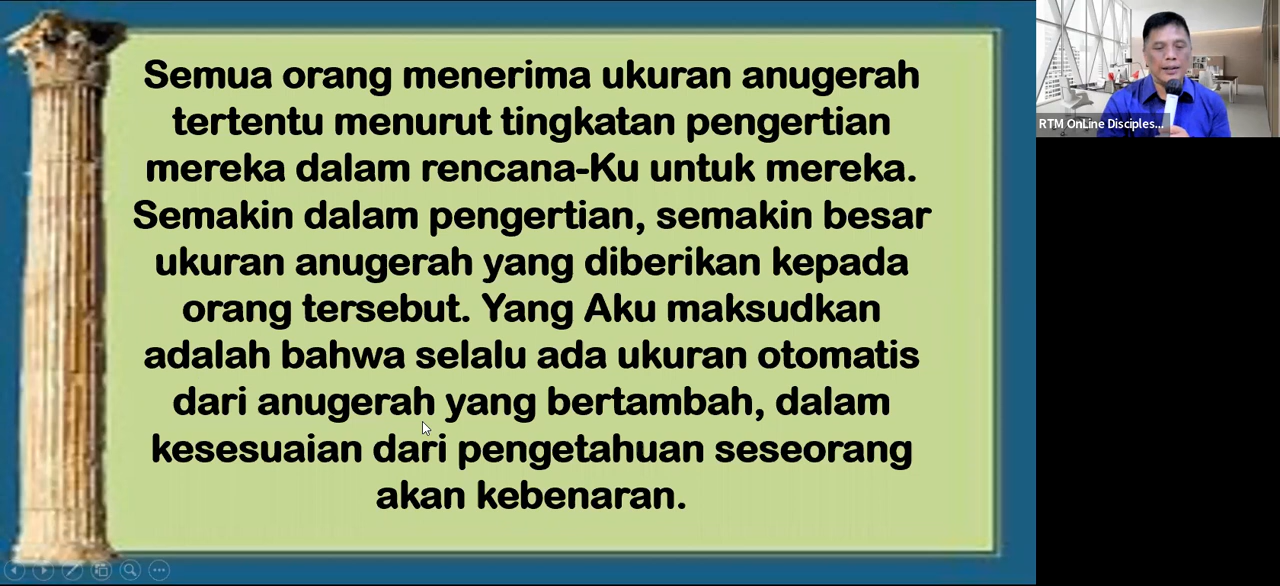 Semua orang menerima ukuran anugerah
tertentu menurut tingkatan pengertian
mereka dalam rencana-Ku untuk mereka.
Semakin dalam pengertian, semakin besar
ukuran anugerah yang diberikan kepada
orang tersebut. Yang Aku maksudkan
adalah bahwa selalu ada ukuran otomatis
dari anugerah yang bertambah, dalam
kesesuaian dari pengetahuan seseorang
akan kebenaran.
RTM OnLine Disciples...